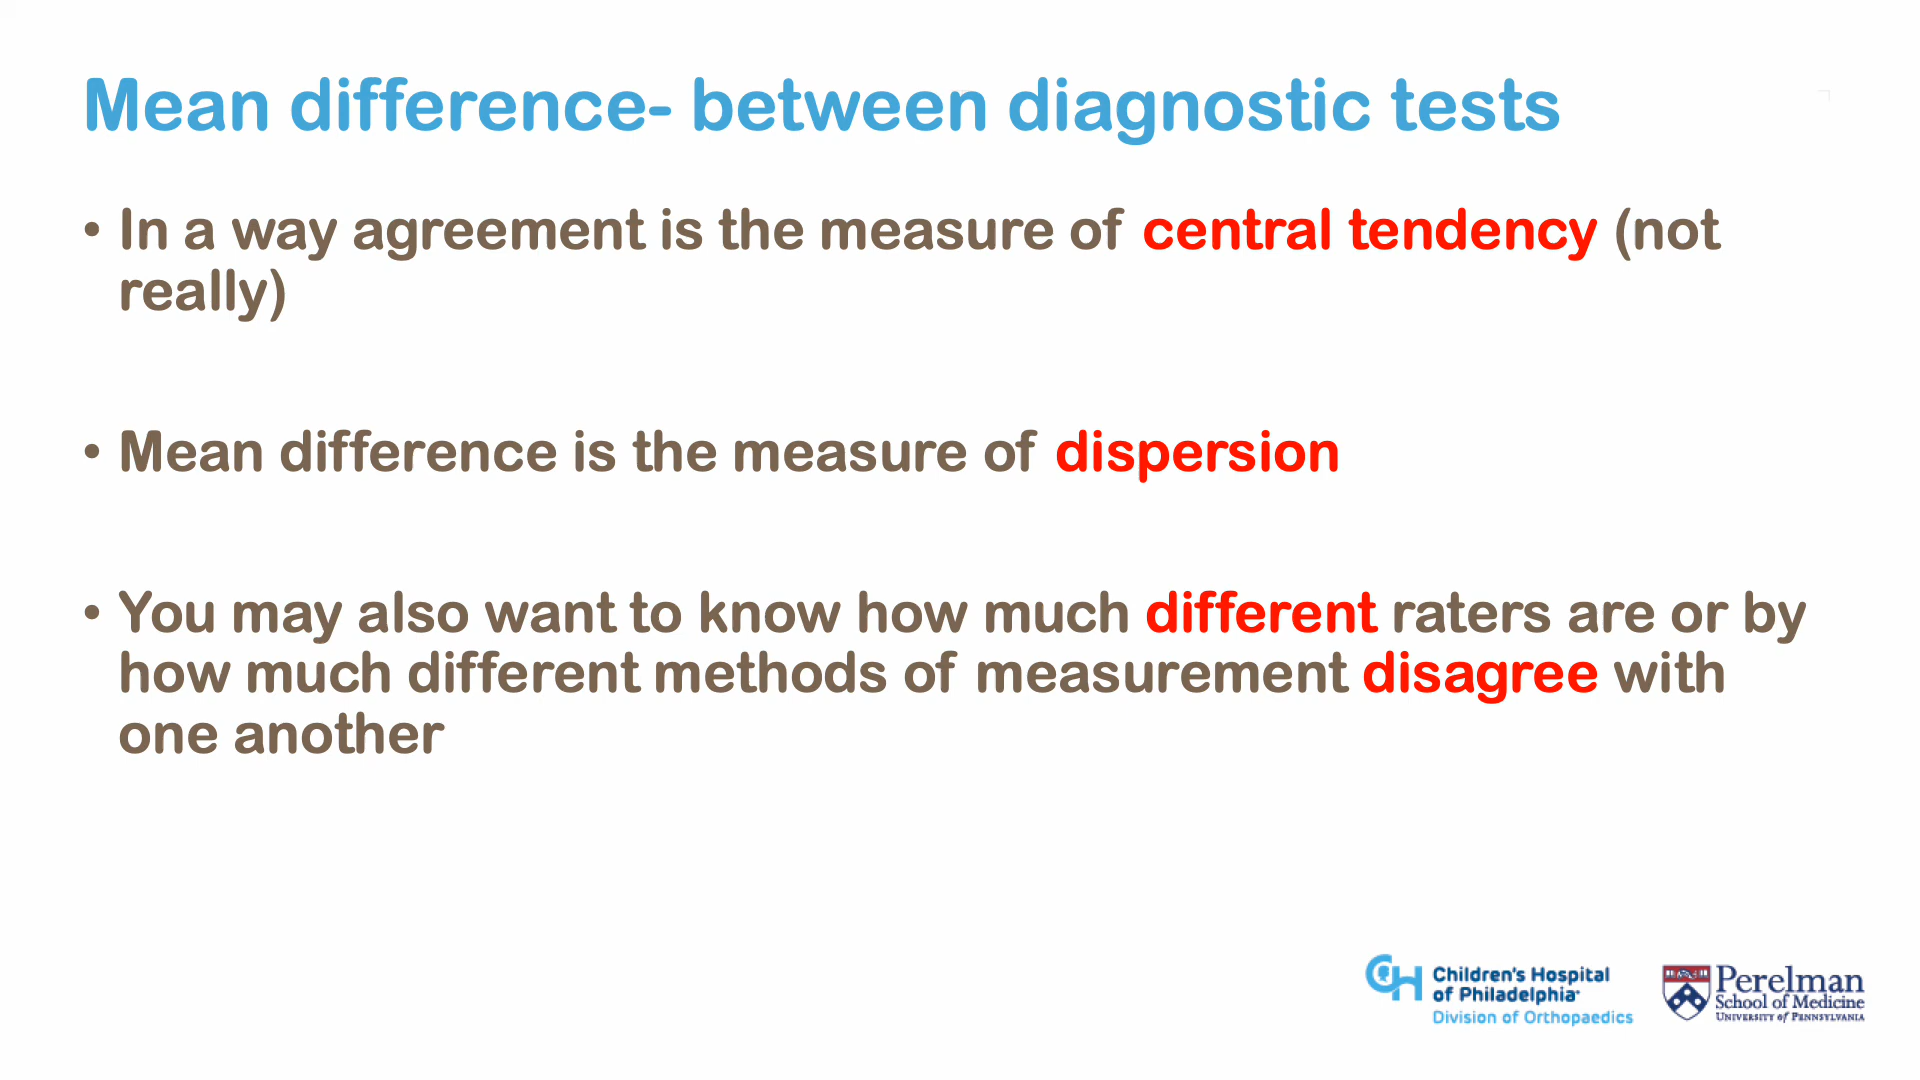 Mean difference- between diagnostic tests
• In a way agreement is the measure of central tendency (not
really)
• Mean difference is the measure of dispersion
• You may also want to know how much different raters are or by
how much different methods of measurement disagree with
one another
CH
Children's Hospital
of Philadelphia
Division of Orthopaedics
Perelman
School of Medicine
University of Pennsylvania